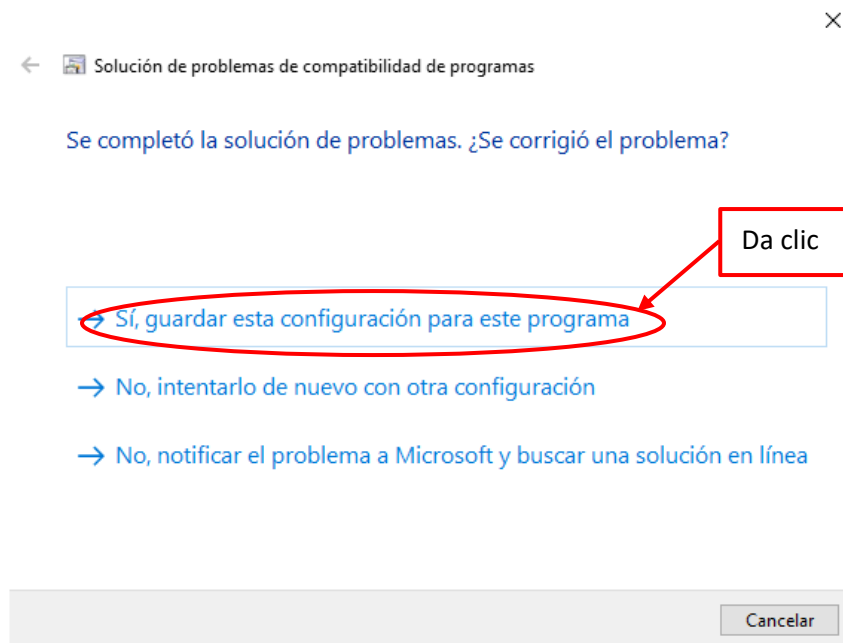 Solución de problemas de compatibilidad de programas
Se completó la solución de problemas. ¿Se corrigió el problema?
Da clic
Sí, guardar esta configuración para este programa
No, intentarlo de nuevo con otra configuración
No, notificar el problema a Microsoft y buscar una solución en línea
Cancelar